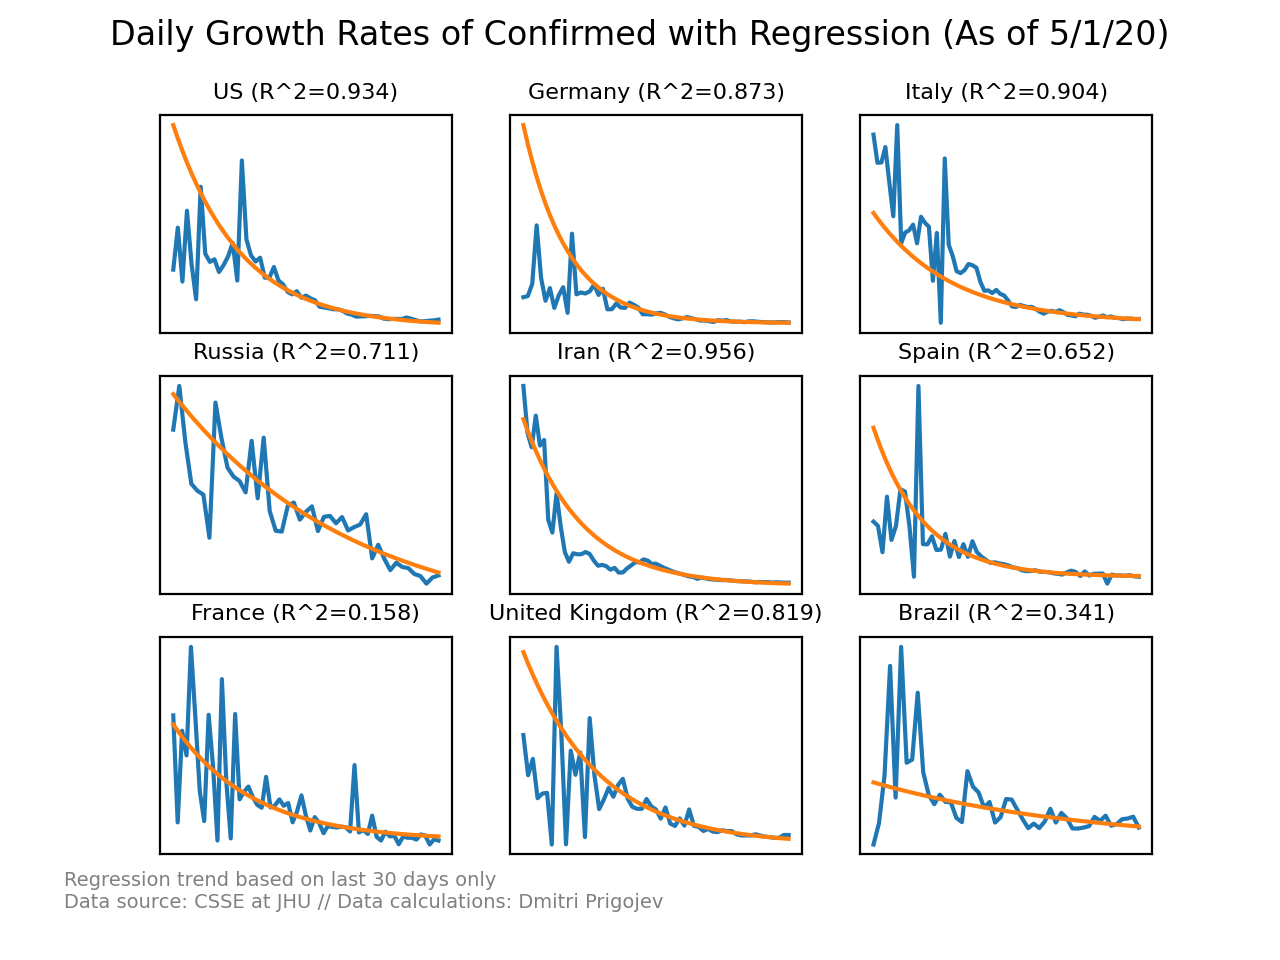 Daily Growth Rates of Confirmed with Regression (As of 5/1/20)
US (R^2=0.934)
Germany (R^2=0.873)
Italy (R^2=0.904)
Russia (R^2=0.711)
Iran (R^2=0.956)
Spain (R^2=0.652)
France (R^2=0.158)
United Kingdom (R^2=0.819)
Brazil (R^2=0.341)
Regression trend based on last 30 days only
Data source: CSSE at JHU // Data calculations: Dmitri Prigojev